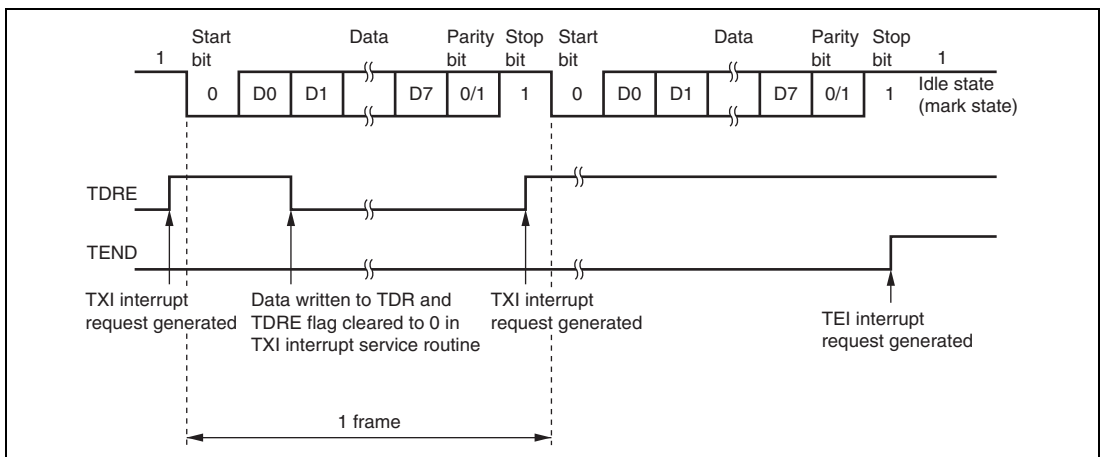 Start Data Parity Stop Start Data Parity Stop
1 bit bit bit bit bit bit 1
0 D0 D1 D7 0/1 1 0 D0 D1 D7 0/1 1 Idle state
(mark state)
TDRE
TEND
TXI interrupt
request generated
Data written to TDR and
TDRE flag cleared to 0 in
TXI interrupt service routine
TXI interrupt
request generated
TEI interrupt
request generated
1 frame